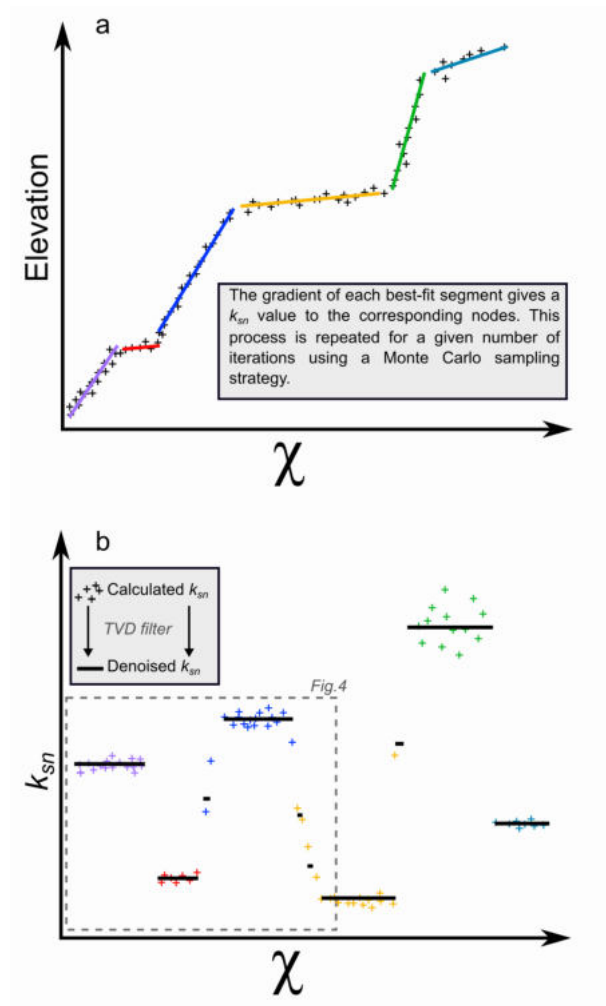 a
Elevation
The gradient of each best-fit segment gives a
ksn value to the corresponding nodes. This
process is repeated for a given number of
iterations using a Monte Carlo sampling
strategy.
χ
b
Calculated ksn
TVD filter
Denoised ksn
Fig.4
ksn
χ